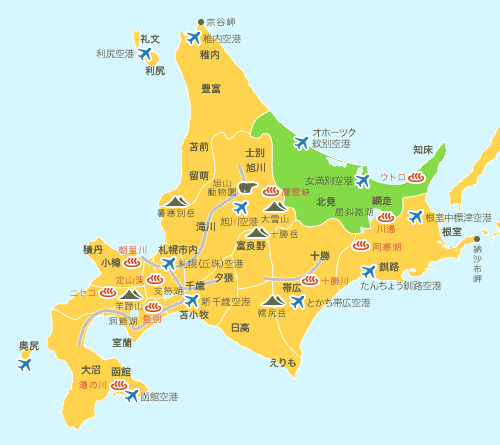 宗谷岬
礼文
稚内空港
利尻空港
稚内
利尻
豊富
オホーツク
紋別空港
苫前
士別
知床
旭川
留萌
旭山
動物園
層雲峡
女満別空港
ウトロ
北見
網走
屈斜路湖
暑寒別岳
旭川空港
大雪山
根室中標津空港
川湯
滝川
十勝岳
根室
積丹
朝里川
札幌市内
富良野
阿寒湖
納沙布岬
小樽
札幌(丘珠)空港
十勝
釧路
定山渓
夕張
十勝川
たんちょう釧路空港
ニセコ
支笏湖
千歳
帯広
羊蹄山
新千歳空港
とかち帯広空港
洞爺湖
登別
苫小牧
幌尻岳
日高
室蘭
奥尻
えりも
大沼
函館
湯の川
函館空港